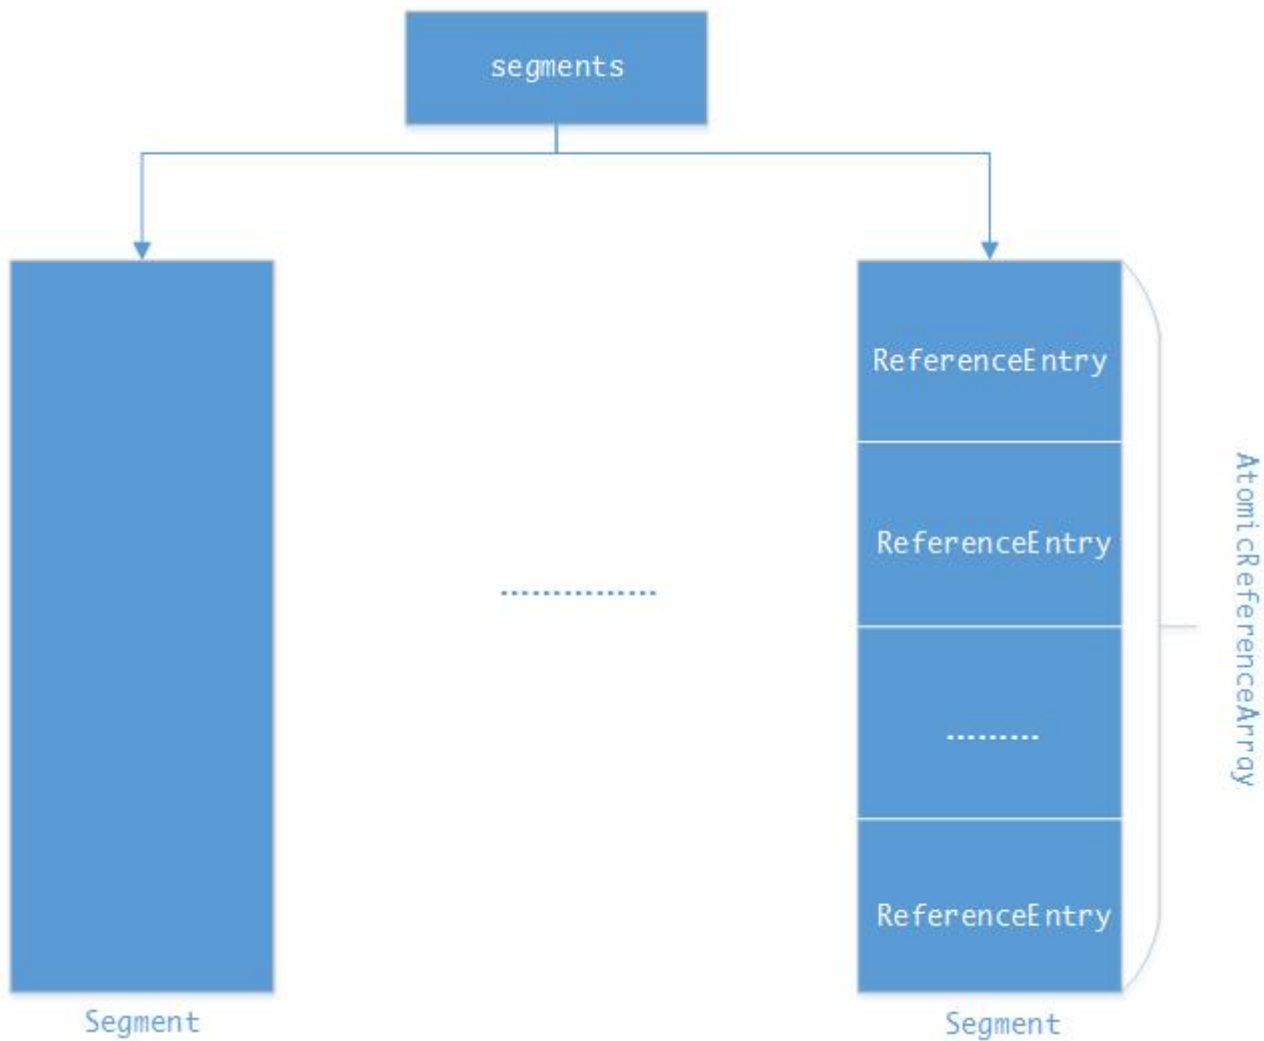 segments
ReferenceEntry
ReferenceEntry
.........
ReferenceEntry
...............
AtomicReferenceArray
Segment
Segment